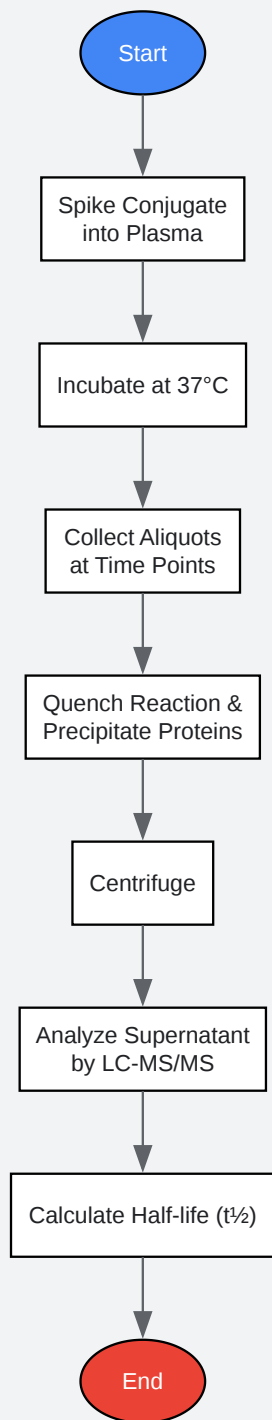 Start
Spike Conjugate
into Plasma
Incubate at 37°C
Collect Aliquots
at Time Points
Quench Reaction &
Precipitate Proteins
Centrifuge
Analyze Supernatant
by LC-MS/MS
Calculate Half-life (t½)
End